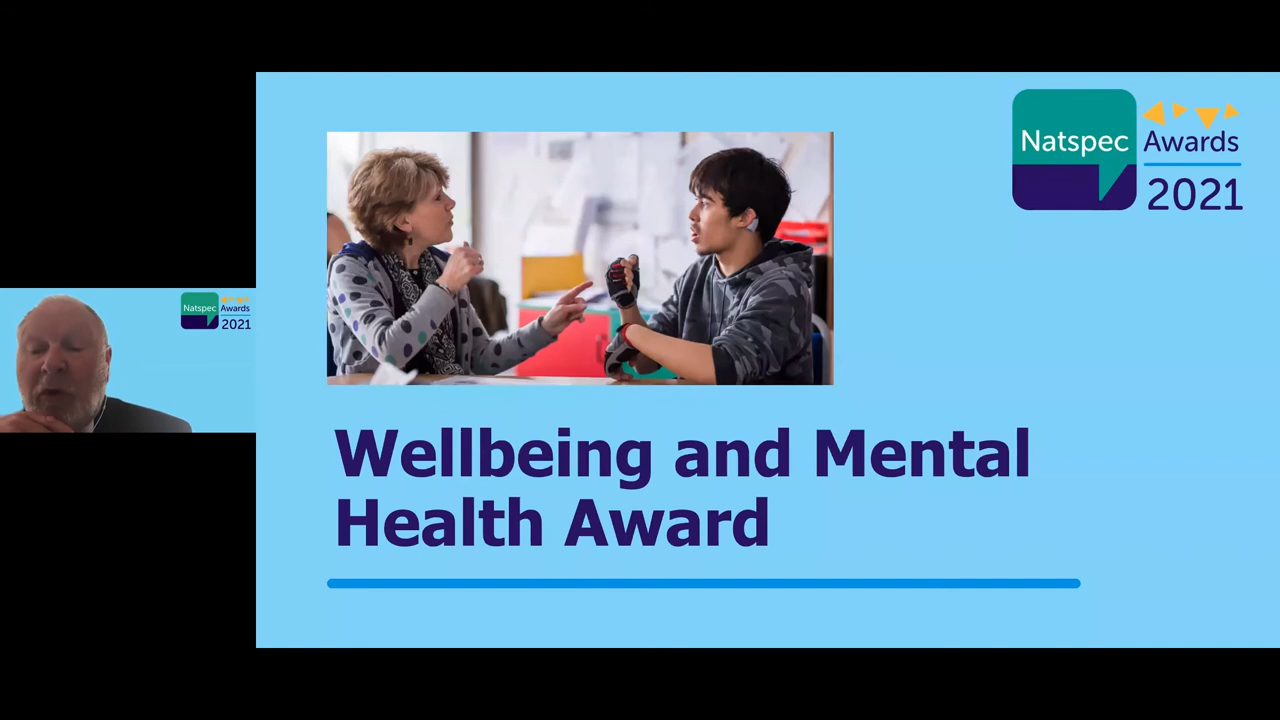 Natspec
Awards
2021
Natspec
Awards
2021
Wellbeing and Mental
Health Award